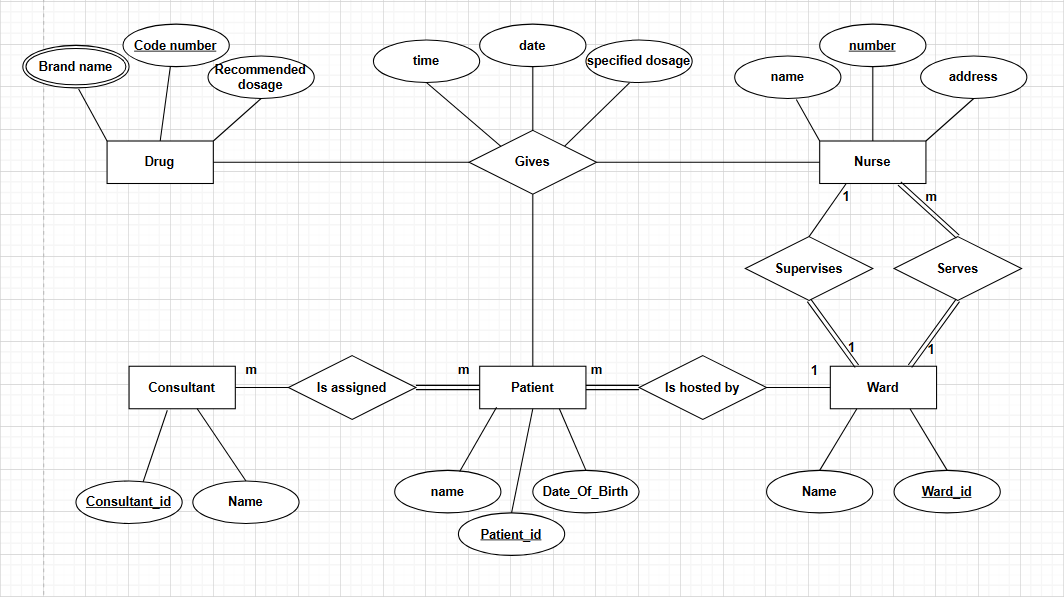 Brand name
Code number
Recommended
dosage
time
date
specified dosage
name
number
address
Drug
Gives
Nurse
1
m
Supervises
Serves
1
1
Consultant
m
Is assigned
m
Patient
m
Is hosted by
1
Ward
Consultant_id
Name
name
Patient_id
Date_Of_Birth
Name
Ward_id